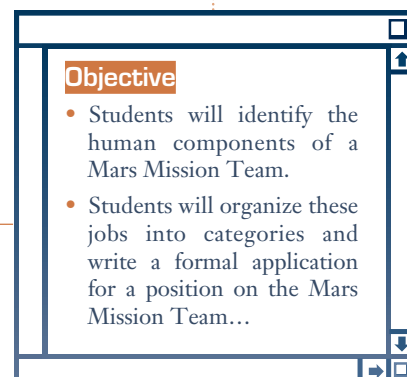 Objective
• Students will identify the
human components of a
Mars Mission Team.
• Students will organize these
jobs into categories and
write a formal application
for a position on the Mars
Mission Team…